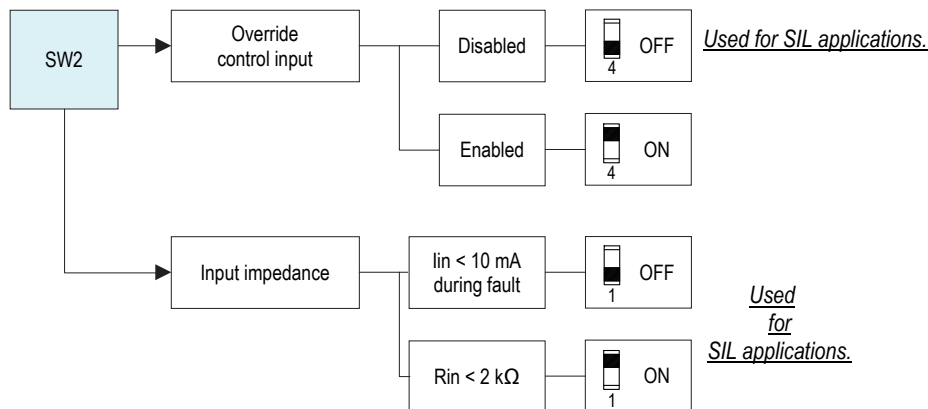 SW2
Override
control input
Disabled
4
OFF
Used for SIL applications.
Enabled
4
ON
Input impedance
Iin < 10 mA
during fault
1
OFF
Used
for
SIL applications.
Rin < 2 kΩ
1
ON